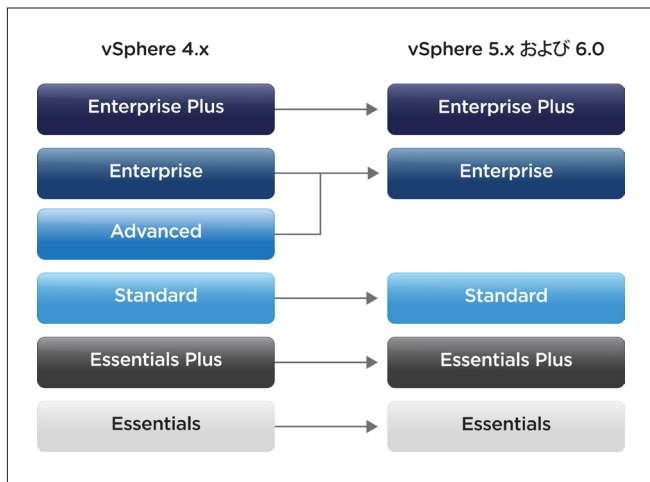 vSphere 4.x
vSphere 5.x および 6.0
Enterprise Plus
Enterprise Plus
Enterprise
Enterprise
Advanced
Standard
Standard
Essentials Plus
Essentials Plus
Essentials
Essentials